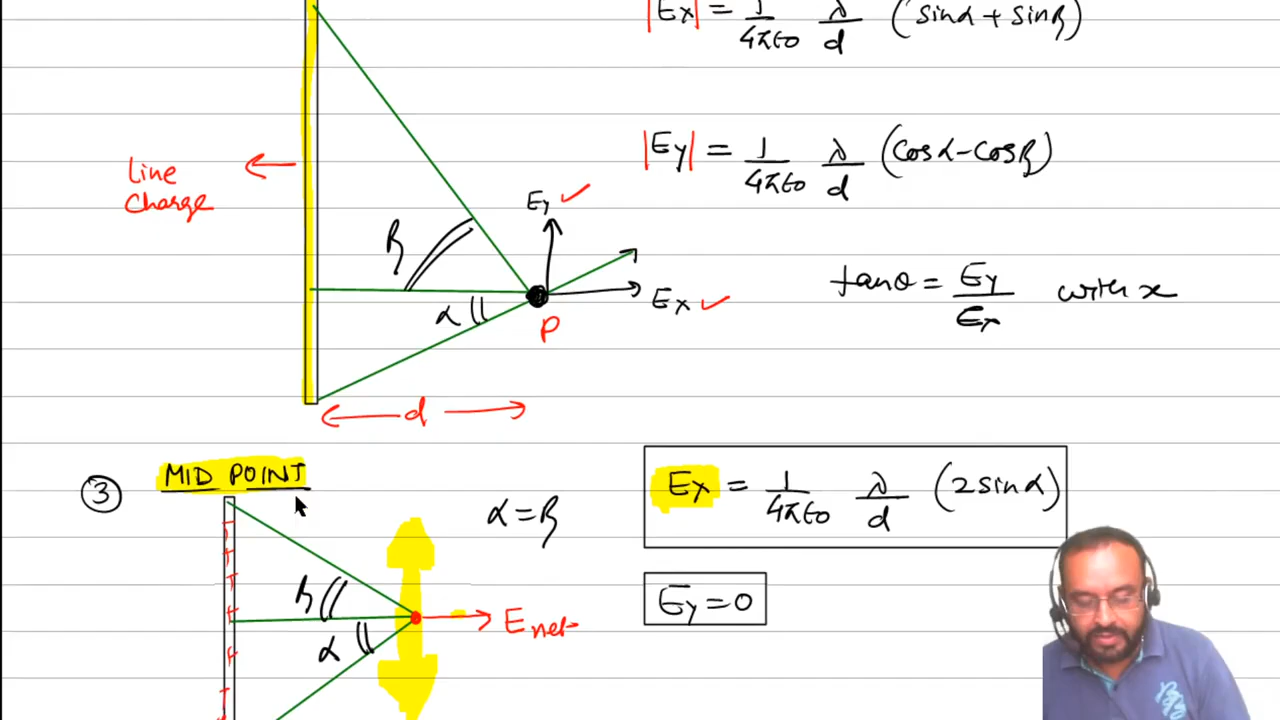 |Ex| = 1/4πε0 λ/d (sinα + sinβ)
|Ey| = 1/4πε0 λ/d (cosα - cosβ)
Line
charge
Ey
β
Ex
α
P
tanθ = Ey/Ex with x
d
③ MID POINT
Ex = 1/4πε0 λ/d (2sinα)
α = β
β
Ey = 0
Enet
α